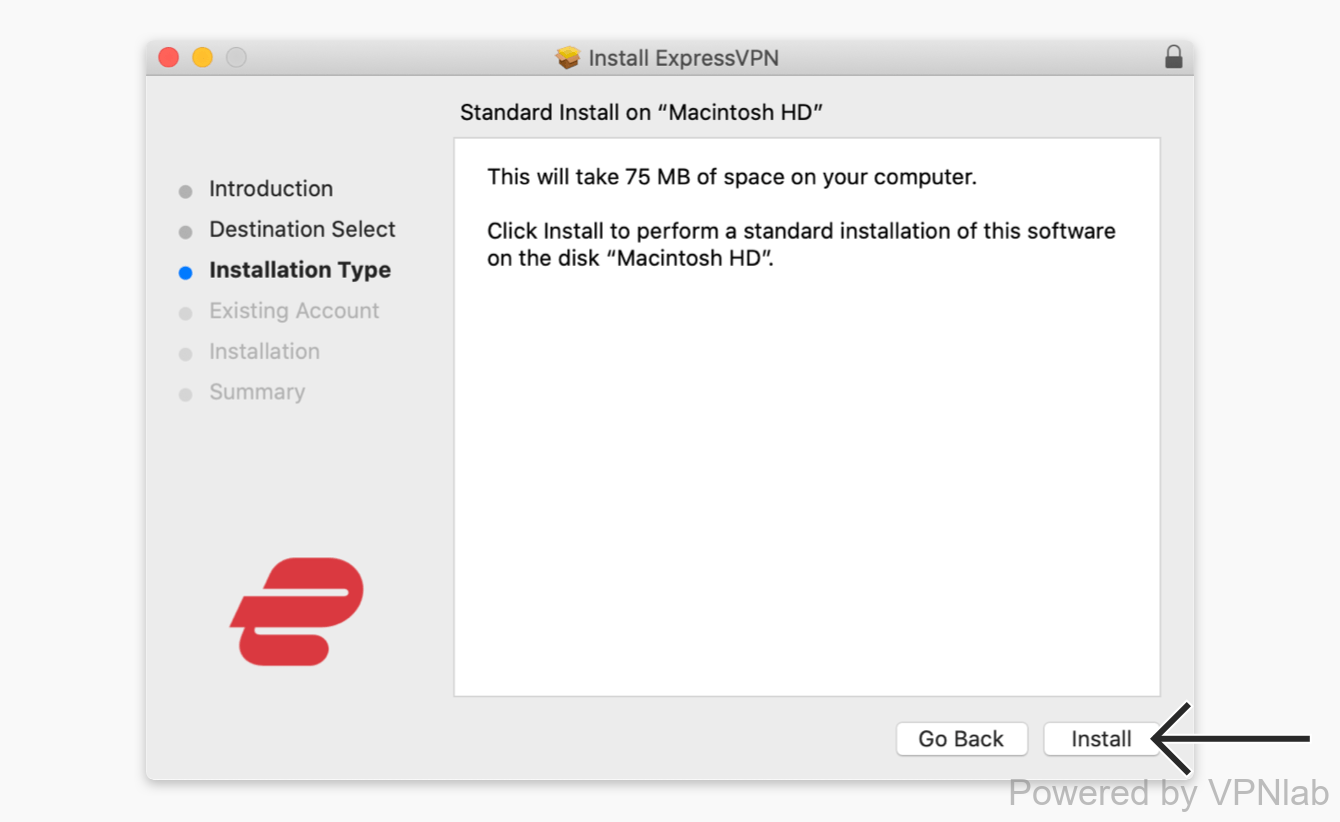 Install ExpressVPN
Standard Install on “Macintosh HD”
Introduction
Destination Select
Installation Type
Existing Account
Installation
Summary
This will take 75 MB of space on your computer.
Click Install to perform a standard installation of this software
on the disk “Macintosh HD”.
Go Back
Install
Powered by VPNlab